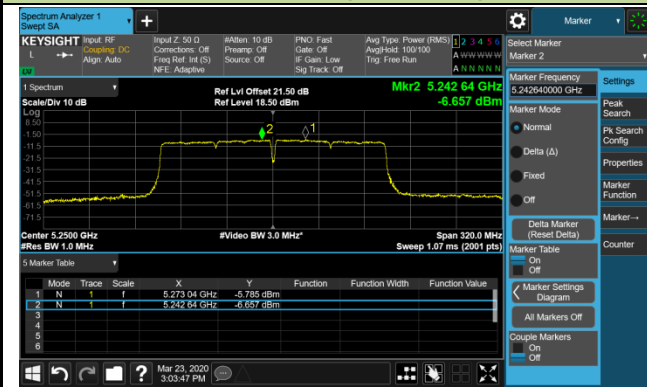 Spectrum Analyzer 1
Swept SA
Marker
KEYSIGHT Input: RF Input Z: 50 Ω #Atten: 10 dB PNO: Fast Avg Type: Power (RMS) 1 2 3 4 5 6
L Coupling: DC Corrections: Off Preamp: Off Gate: Off Avg|Hold: 100/100 A W W W W W
Align: Auto Freq Ref: Int (S) Source: Off IF Gain: Low Trig: Free Run A N N N N N
NFE: Adaptive Sig Track: Off
LNI
1 Spectrum
Ref Lvl Offset 21.50 dB Mkr2 5.242 64 GHz
Scale/Div 10 dB Ref Level 18.50 dBm -6.657 dBm
Log
8.50
-1.50
-11.5
-21.5
-31.5
-41.5
-51.5
-61.5
-71.5
2 1
Center 5.2500 GHz #Video BW 3.0 MHz* Span 320.0 MHz
#Res BW 1.0 MHz Sweep 1.07 ms (2001 pts)
5 Marker Table
Mode Trace Scale X Y Function Function Width Function Value
1 N 1 f 5.273 04 GHz -5.785 dBm
2 N 1 f 5.242 64 GHz -6.657 dBm
3
4
5
6
Mar 23, 2020
3:03:47 PM
Select Marker
Marker 2
Marker Frequency
5.242640000 GHz
Marker Mode
Normal
Delta (Δ)
Fixed
Off
Delta Marker
(Reset Delta)
Marker Table
On
Off
Marker Settings
Diagram
All Markers Off
Couple Markers
On
Off
Settings
Peak
Search
Pk Search
Config
Properties
Marker
Function
Marker→
Counter